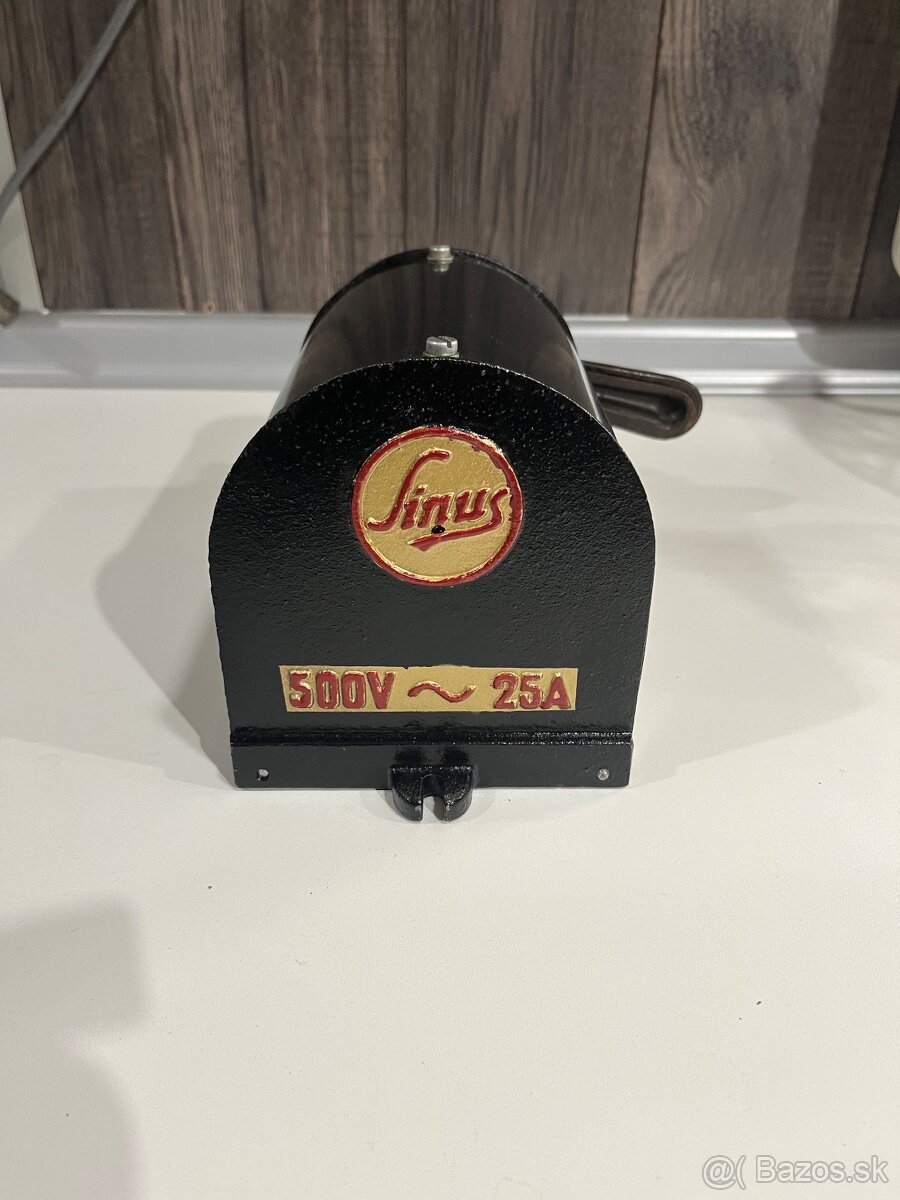 Sinus
500V ~ 25A
@( Bazos.sk